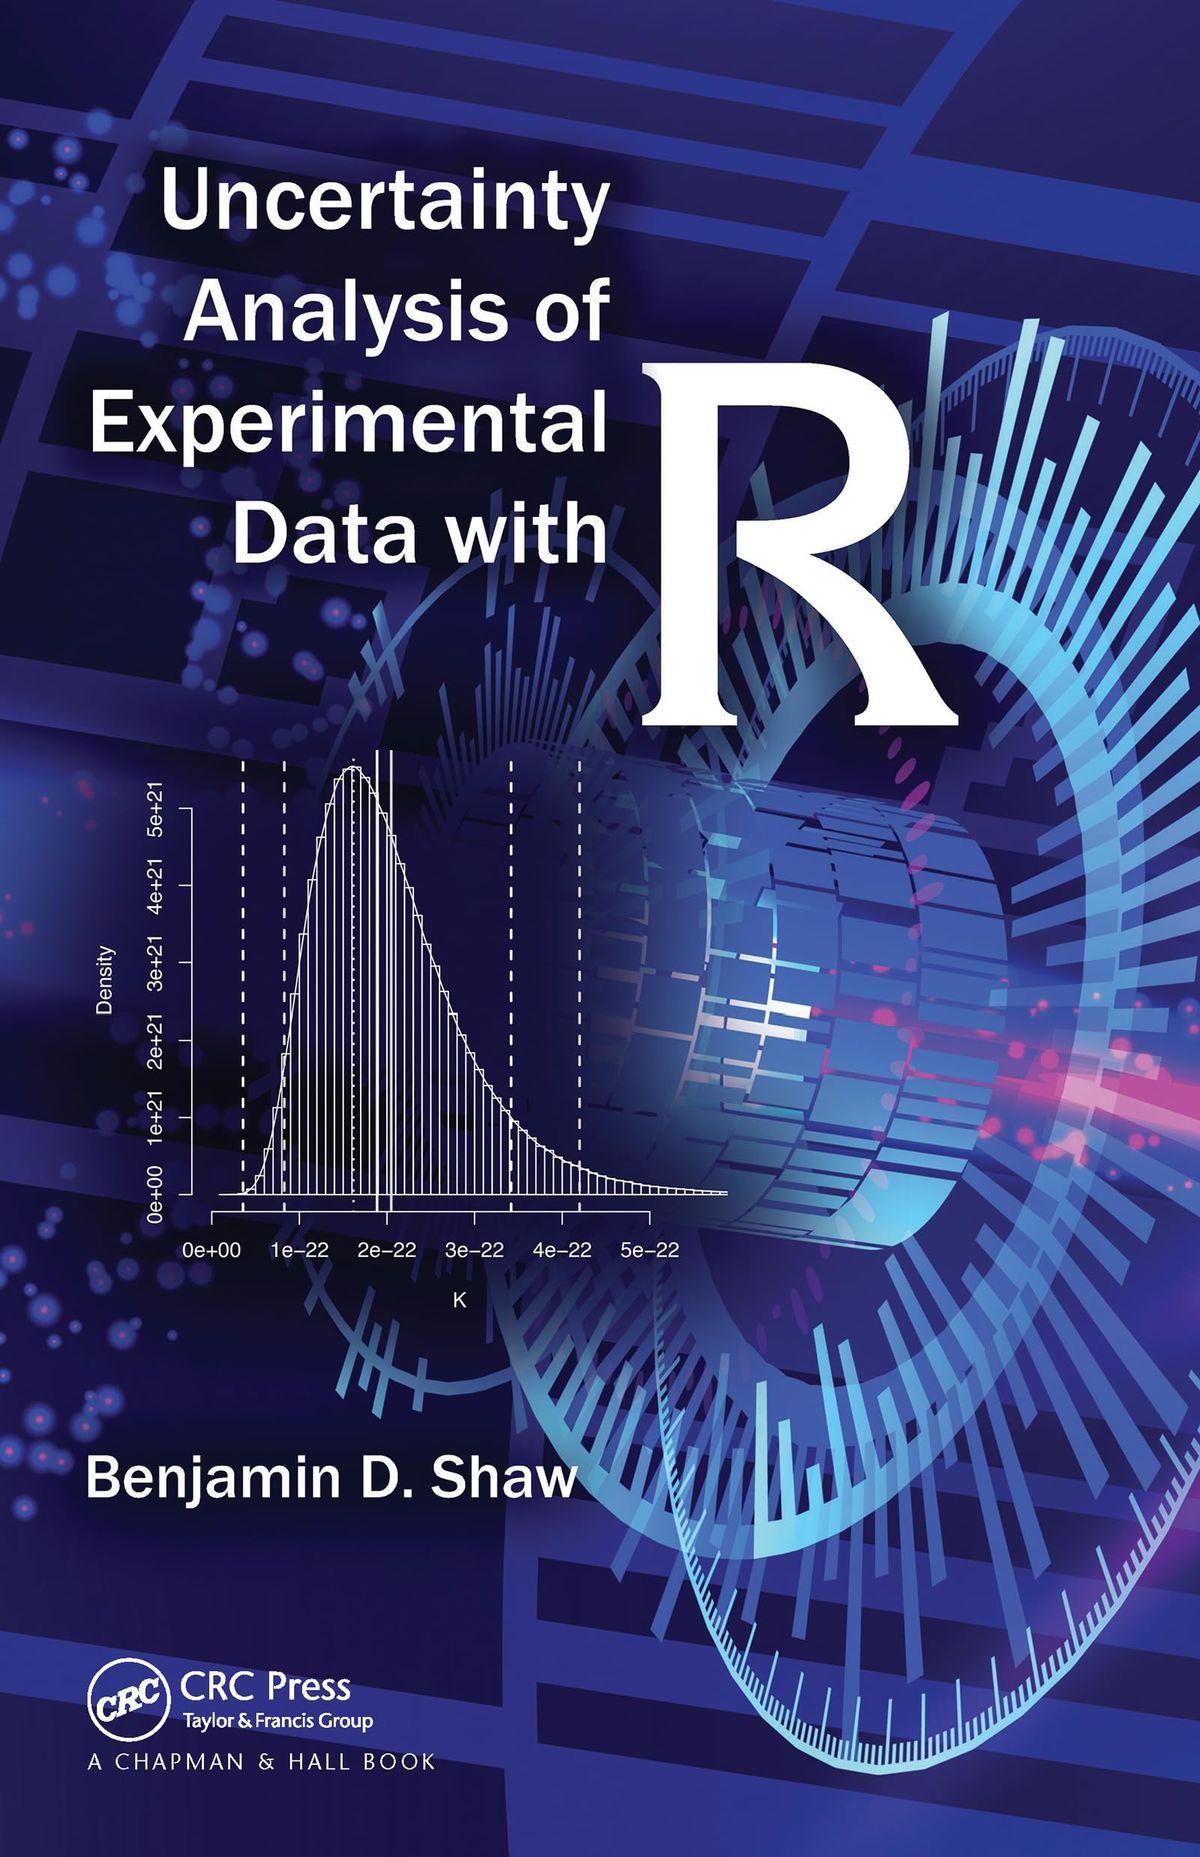 Uncertainty
Analysis of
Experimental
Data with
R
Density
5e+21
4e+21
3e+21
2e+21
1e+21
0e+00
0e+00 1e−22 2e−22 3e−22 4e−22 5e−22
K
Benjamin D. Shaw
CRC CRC Press
Taylor & Francis Group
A CHAPMAN & HALL BOOK